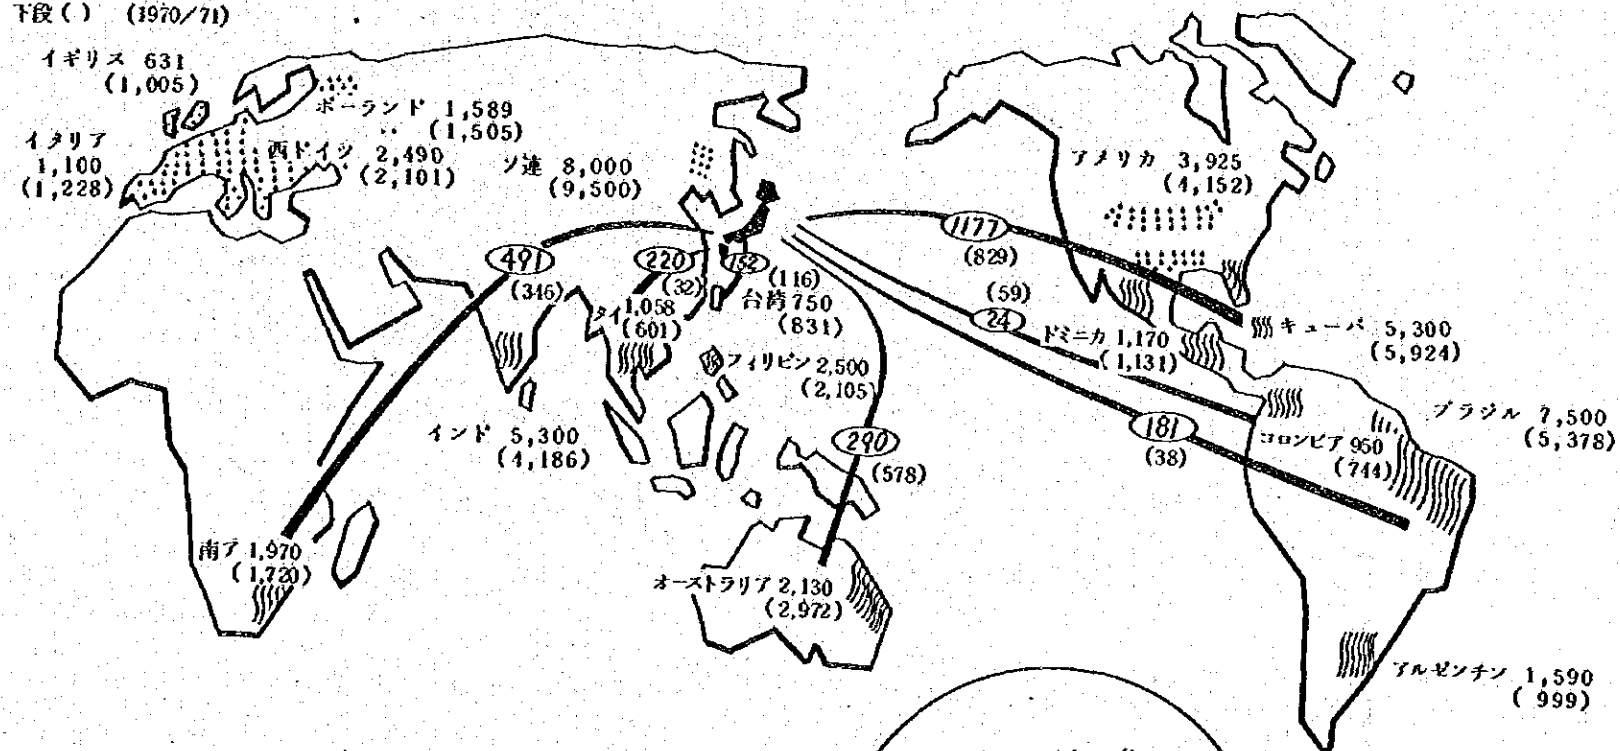 下段( ) (1970/71)
イギリス 631
(1,005)
ポーランド 1,589
(1,505)
イタリア
1,100
(1,228)
西ドイツ 2,490
(2,101)
ソ連 8,000
(9,500)
アメリカ 3,925
(4,152)
491
(346)
220
(32)
152
(116)
1177
(829)
タイ 1,058
(601)
台湾 750
(831)
(59)
24
ドミニカ 1,170
(1,131)
キューバ 5,300
(5,924)
フィリピン 2,500
(2,105)
インド 5,300
(4,186)
290
(578)
181
(38)
コロンビア 950
(744)
ブラジル 7,500
(5,378)
南ア 1,970
(1,720)
オーストラリア 2,130
(2,972)
アルゼンチン 1,590
( 999)